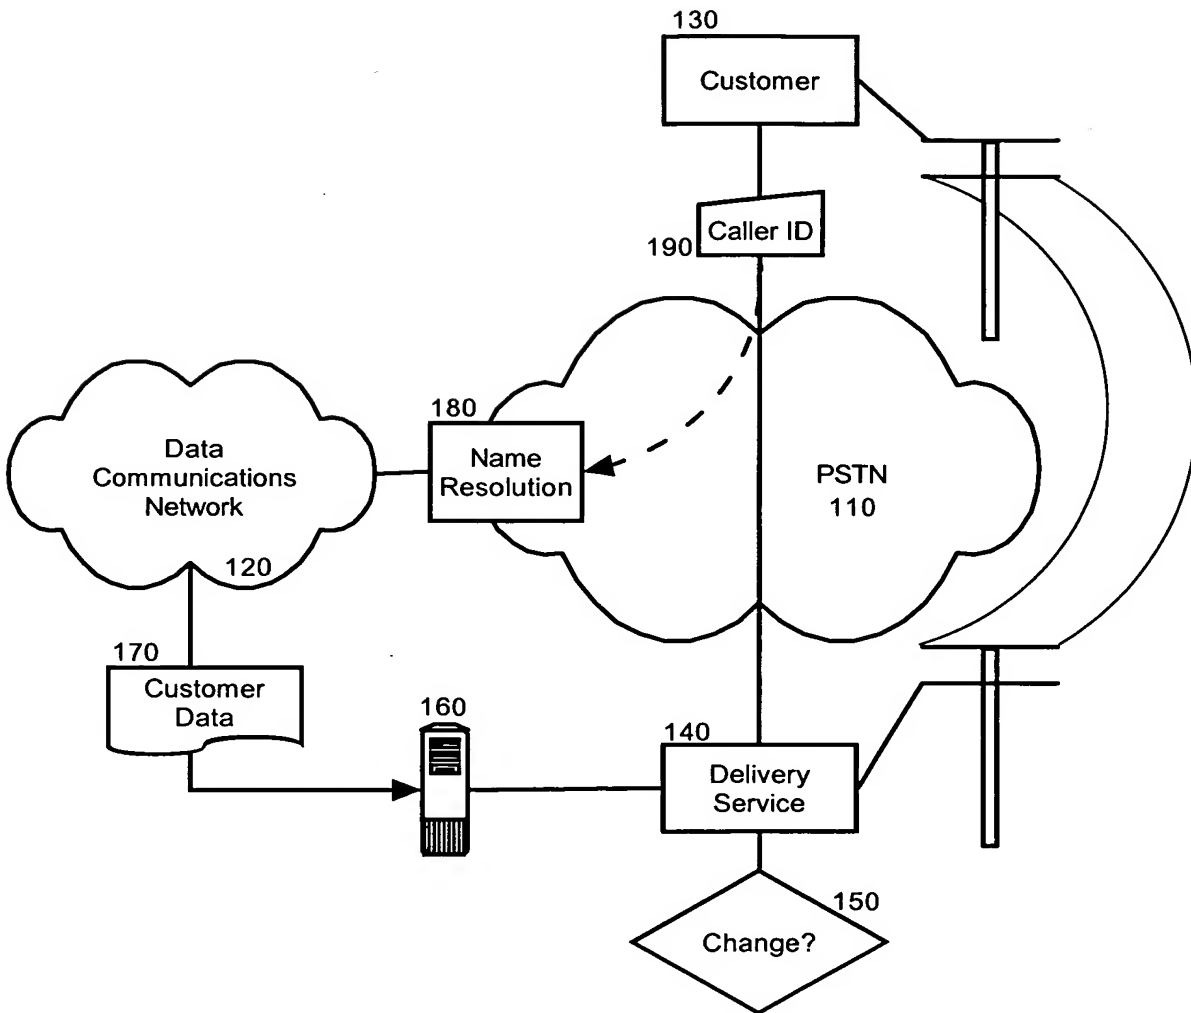 130
Customer
Caller ID
190
180
Name
Resolution
Data
Communications
Network
120
PSTN
110
170
Customer
Data
160
140
Delivery
Service
150
Change?